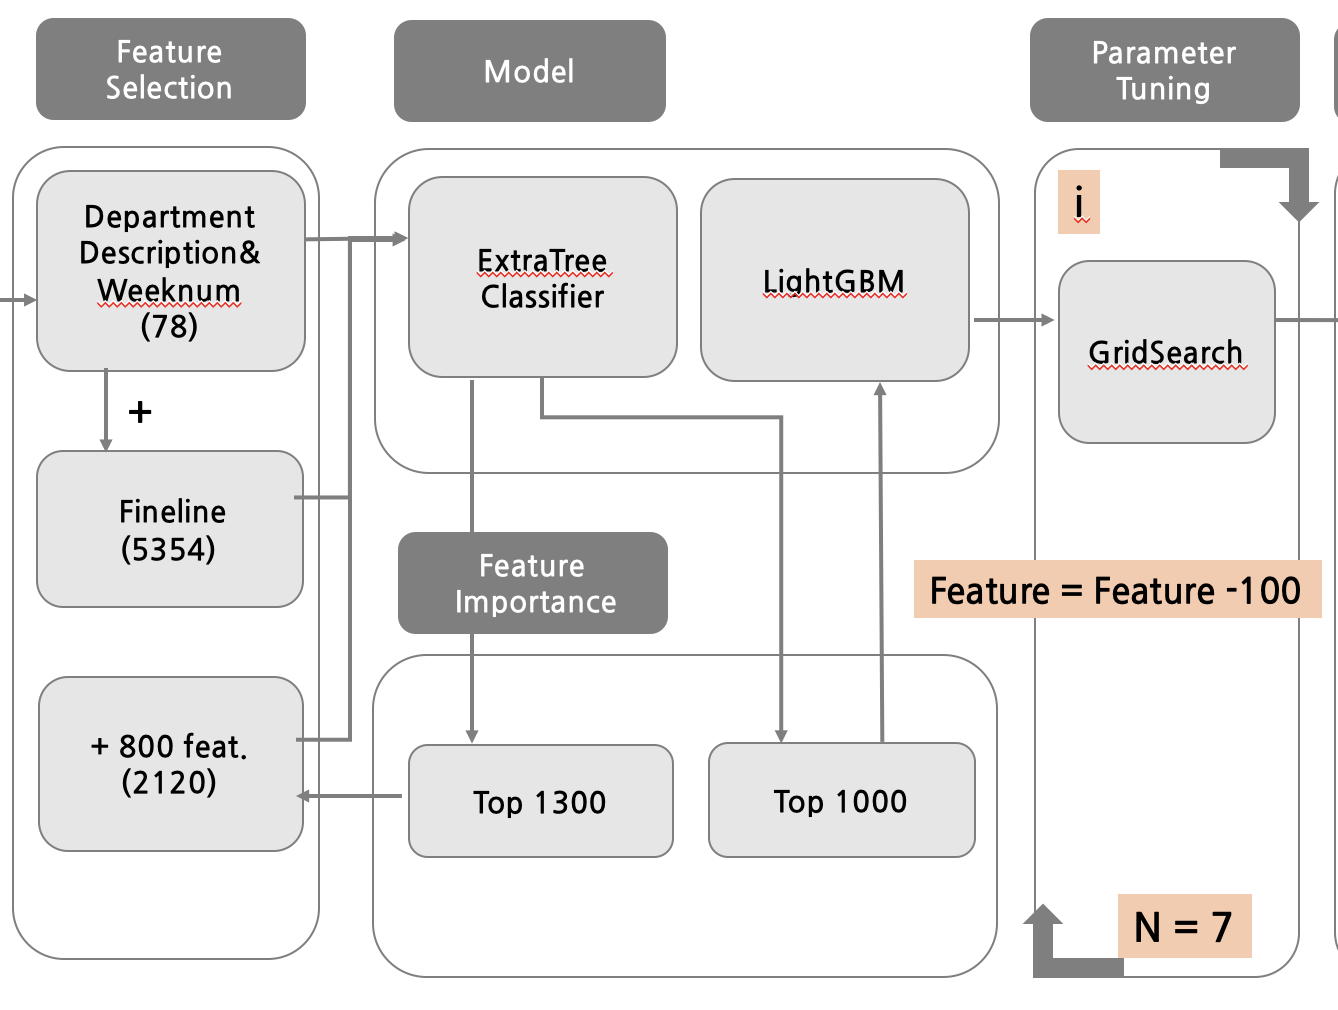 Feature
Selection
Model
Parameter
Tuning
Department
Description&
Weeknum
(78)
+
Fineline
(5354)
+ 800 feat.
(2120)
ExtraTree
Classifier
LightGBM
Feature
Importance
Top 1300
Top 1000
i
GridSearch
Feature = Feature -100
N = 7